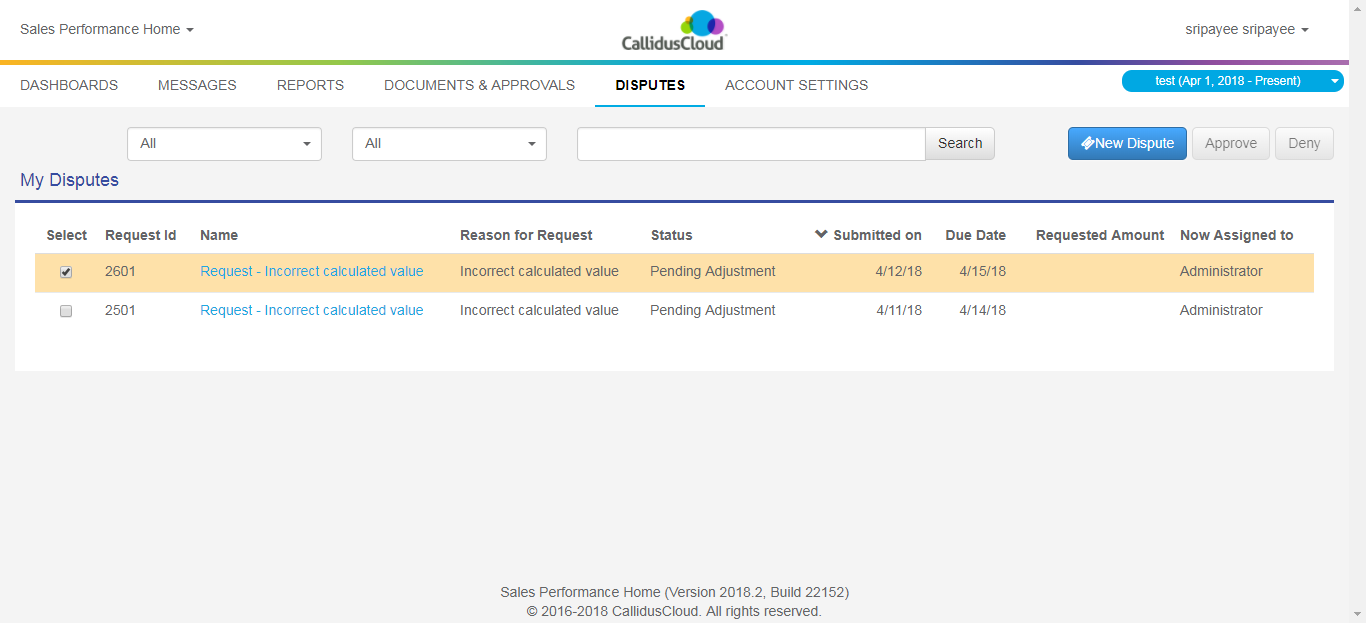 Sales Performance Home
CallidusCloud
sripayee sripayee
DASHBOARDS MESSAGES REPORTS DOCUMENTS & APPROVALS DISPUTES ACCOUNT SETTINGS test (Apr 1, 2018 - Present)
All All Search New Dispute Approve Deny
My Disputes
Select Request Id Name Reason for Request Status Submitted on Due Date Requested Amount Now Assigned to
2601 Request - Incorrect calculated value Incorrect calculated value Pending Adjustment 4/12/18 4/15/18 Administrator
2501 Request - Incorrect calculated value Incorrect calculated value Pending Adjustment 4/11/18 4/14/18 Administrator
Sales Performance Home (Version 2018.2, Build 22152)
© 2016-2018 CallidusCloud. All rights reserved.